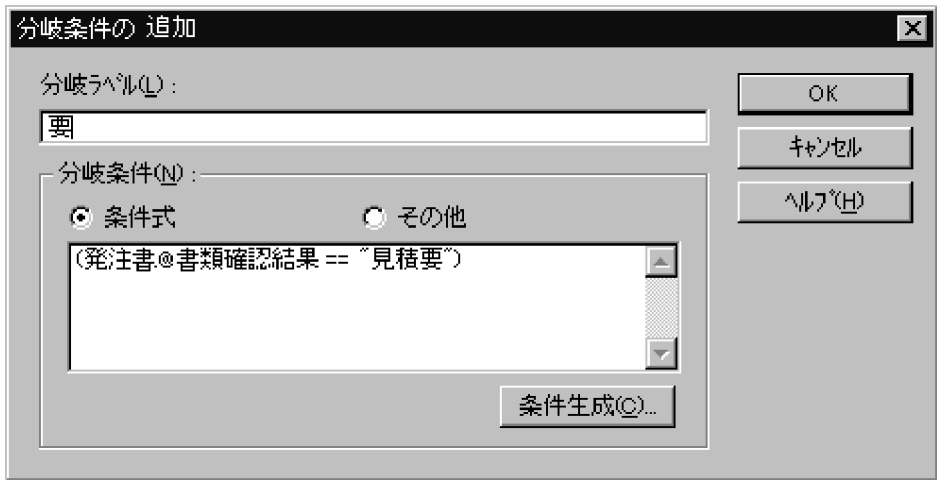 分岐条件の 追加
分岐ﾗﾍﾞﾙ(L) :
要
OK
キャンセル
ﾍﾙﾌﾟ(H)
分岐条件(N) :
条件式
その他
(発注書@書類確認結果 == "見積要")
条件生成(C)...